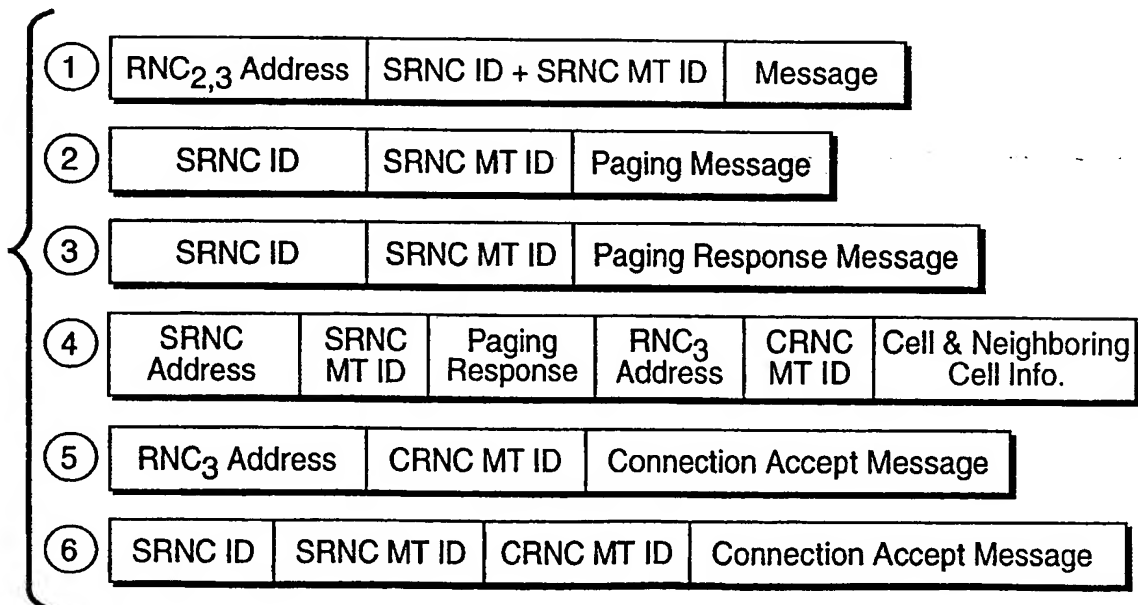 1 RNC2,3 Address SRNC ID + SRNC MT ID Message
2 SRNC ID SRNC MT ID Paging Message
3 SRNC ID SRNC MT ID Paging Response Message
4 SRNC Address SRNC MT ID Paging Response RNC3 Address CRNC MT ID Cell & Neighboring Cell Info.
5 RNC3 Address CRNC MT ID Connection Accept Message
6 SRNC ID SRNC MT ID CRNC MT ID Connection Accept Message